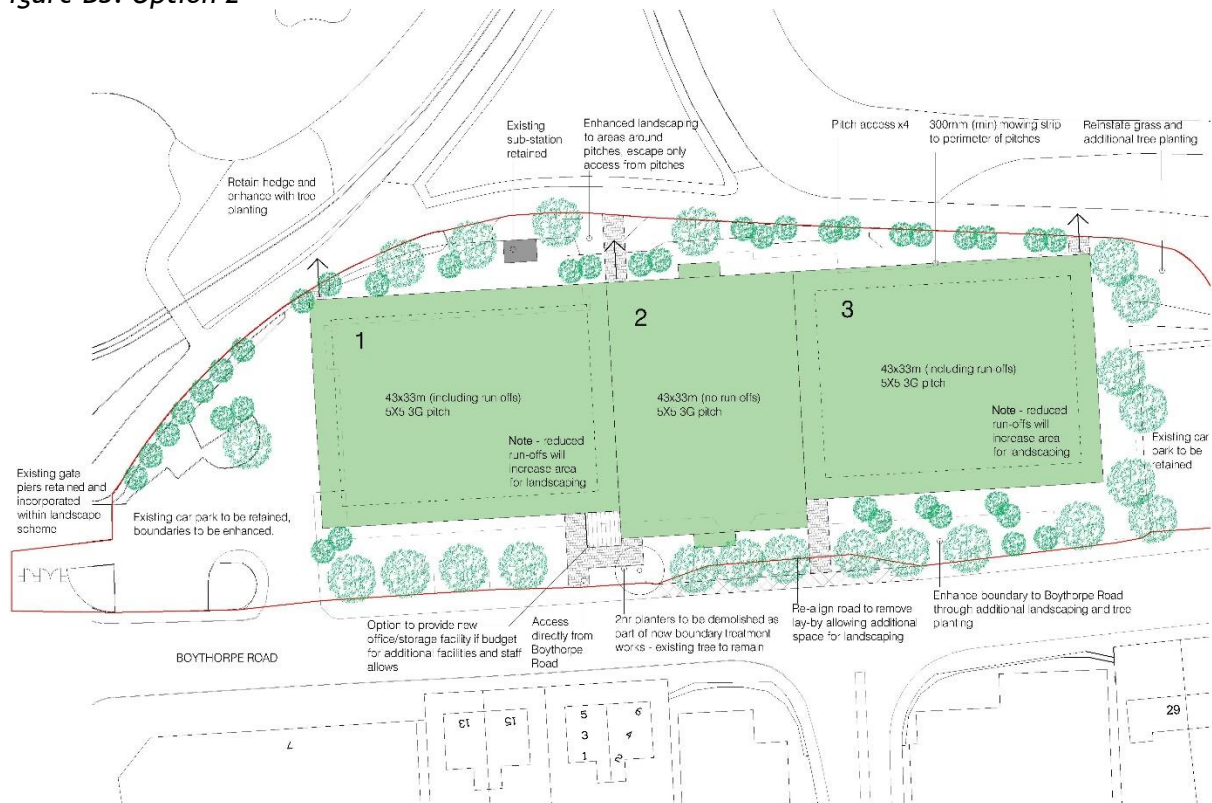 Figure B3: Option 2
Existing
sub-station
retained
Enhanced landscaping
to areas around
pitches, escape only
access from pitches
Pitch access x4
300mm (min) mowing strip
to perimeter of pitches
Reinstate grass and
additional tree planting
Retain hedge and
enhance with tree
planting
1
43x33m (including run offs)
5X5 3G pitch
Note - reduced
run-offs will
increase area
for landscaping
2
43x33m (no run offs)
5X5 3G pitch
3
43x33m (including run offs)
5X5 3G pitch
Note - reduced
run-offs will
increase area
for landscaping
Existing car
park to be
retained
Existing gate
piers retained and
incorporated
within landscape
scheme
Existing car park to be retained,
boundaries to be enhanced.
Option to provide new
office/storage facility if budget
for additional facilities and staff
allows
Access
directly from
Boythorpe
Road
2nr planters to be demolished as
part of new boundary treatment
works - existing tree to remain
Re-align road to remove
lay-by allowing additional
space for landscaping
Enhance boundary to Boythorpe Road
through additional landscaping and tree
planting
BOYTHORPE ROAD
7
13
15
5
3
1
6
4
2
29